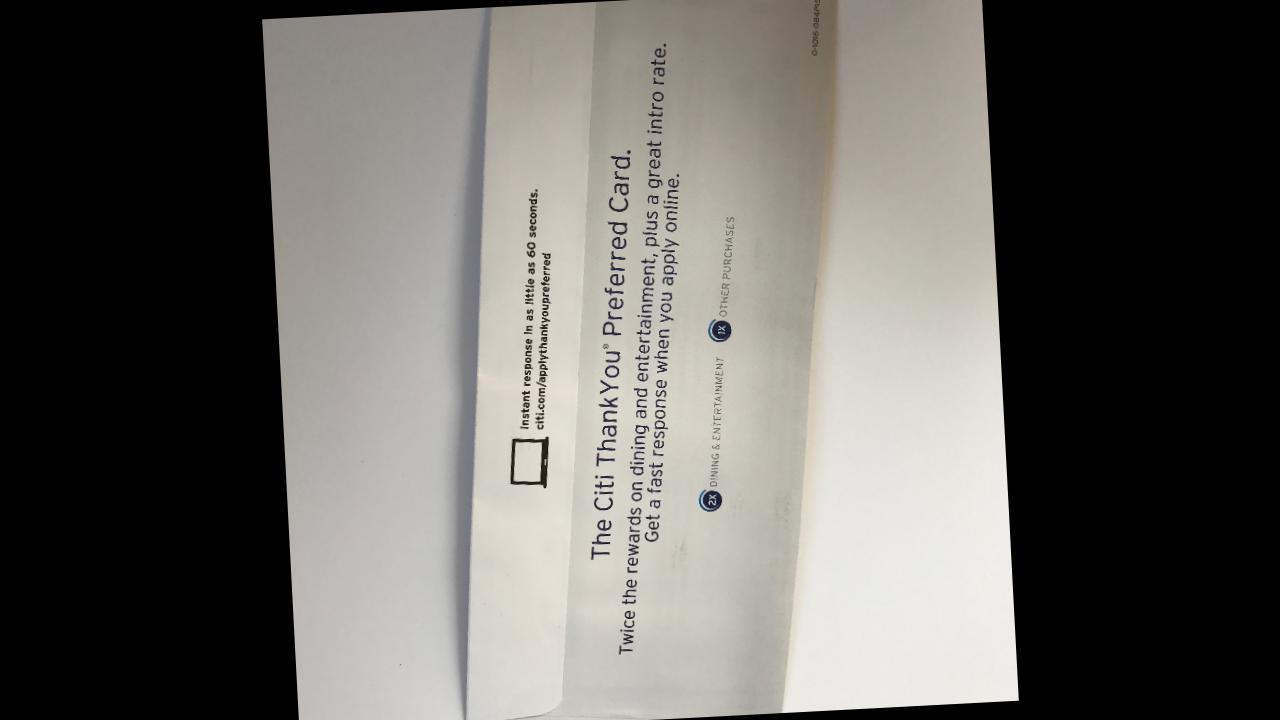 Instant response in as little as 60 seconds.
citi.com/applythankyoupreferred
The Citi ThankYou® Preferred Card.
Twice the rewards on dining and entertainment, plus a great intro rate.
Get a fast response when you apply online.
2X DINING & ENTERTAINMENT 1X OTHER PURCHASES